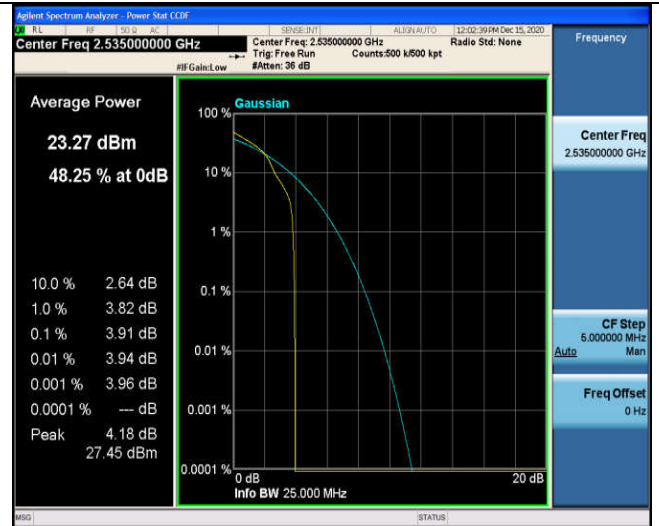 Agilent Spectrum Analyzer - Power Stat CCDF
RL RF 50 Ω AC SENSE:INT ALIGN AUTO 12:02:39 PM Dec 15, 2020
Center Freq 2.535000000 GHz
Center Freq: 2.535000000 GHz Radio Std: None
Trig: Free Run Counts:500 k/500 kpt
#IFGain:Low #Atten: 36 dB
Frequency
Average Power
23.27 dBm
48.25 % at 0dB
10.0 % 2.64 dB
1.0 % 3.82 dB
0.1 % 3.91 dB
0.01 % 3.94 dB
0.001 % 3.96 dB
0.0001 % --- dB
Peak 4.18 dB
27.45 dBm
Gaussian
100 %
10 %
1 %
0.1 %
0.01 %
0.001 %
0.0001 %
0 dB 20 dB
Info BW 25.000 MHz
Center Freq
2.535000000 GHz
CF Step
5.000000 MHz
Auto Man
Freq Offset
0 Hz
MSG STATUS